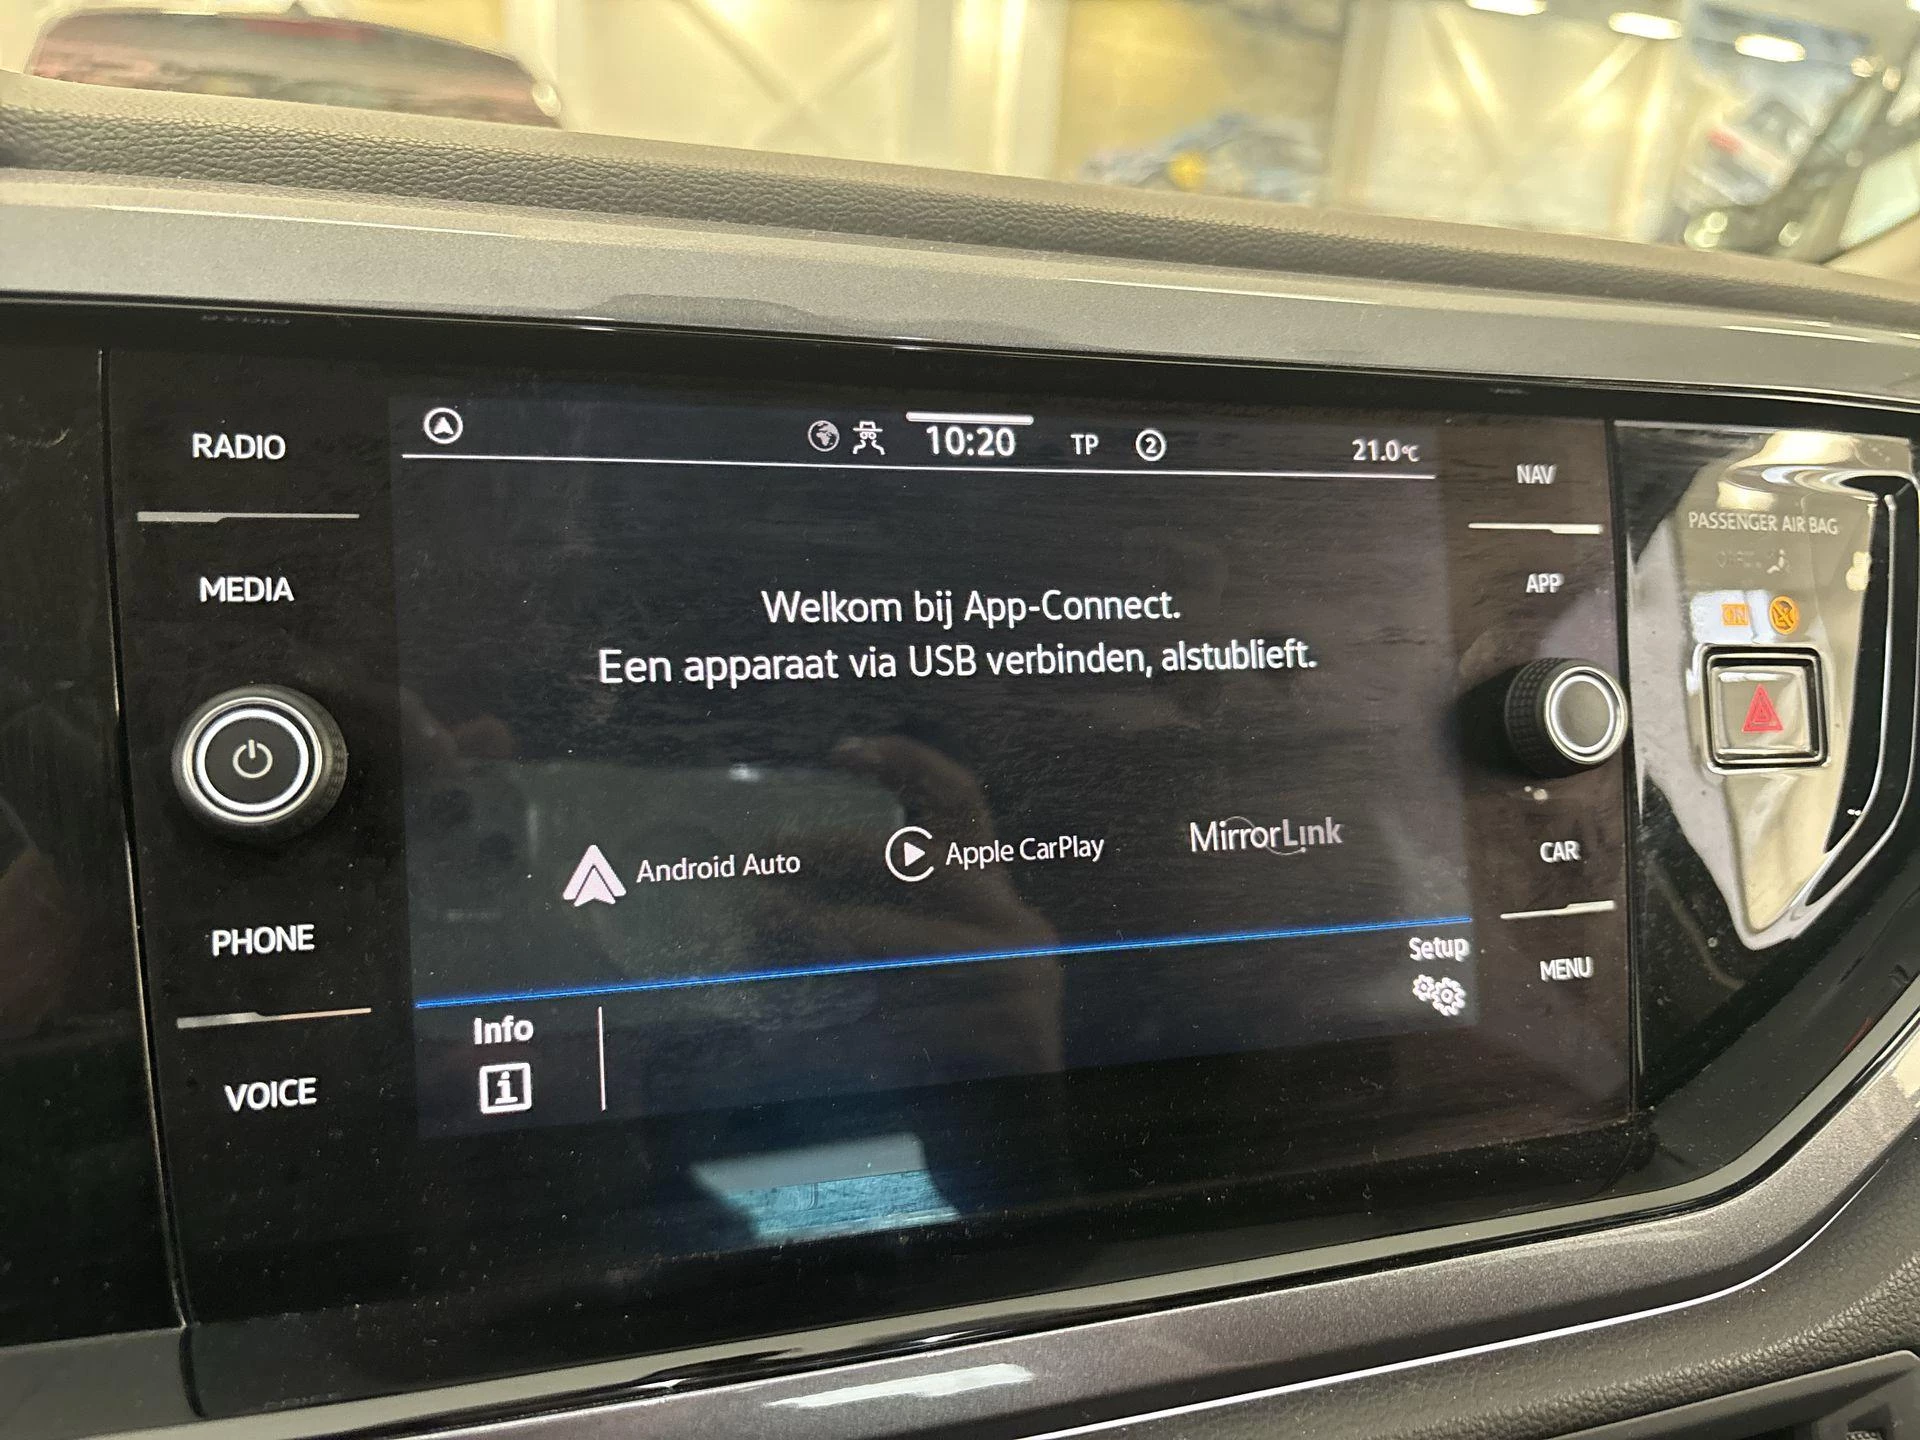 RADIO
MEDIA
PHONE
VOICE
10:20
TP
2
21.0°C
Welkom bij App-Connect.
Een apparaat via USB verbinden, alstublieft.
Android Auto
Apple CarPlay
MirrorLink
Setup
Info
i
NAV
APP
CAR
MENU
PASSENGER AIR BAG
ON